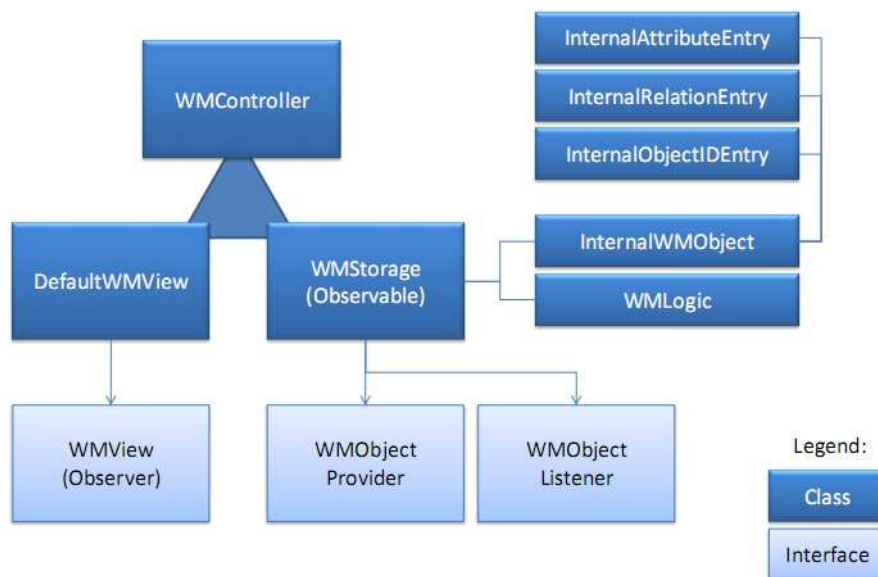 WMController
InternalAttributeEntry
InternalRelationEntry
InternalObjectIDEntry
DefaultWMView
WMStorage
(Observable)
InternalWMObject
WMLogic
WMView
(Observer)
WMObject
Provider
WMObject
Listener
Legend:
Class
Interface